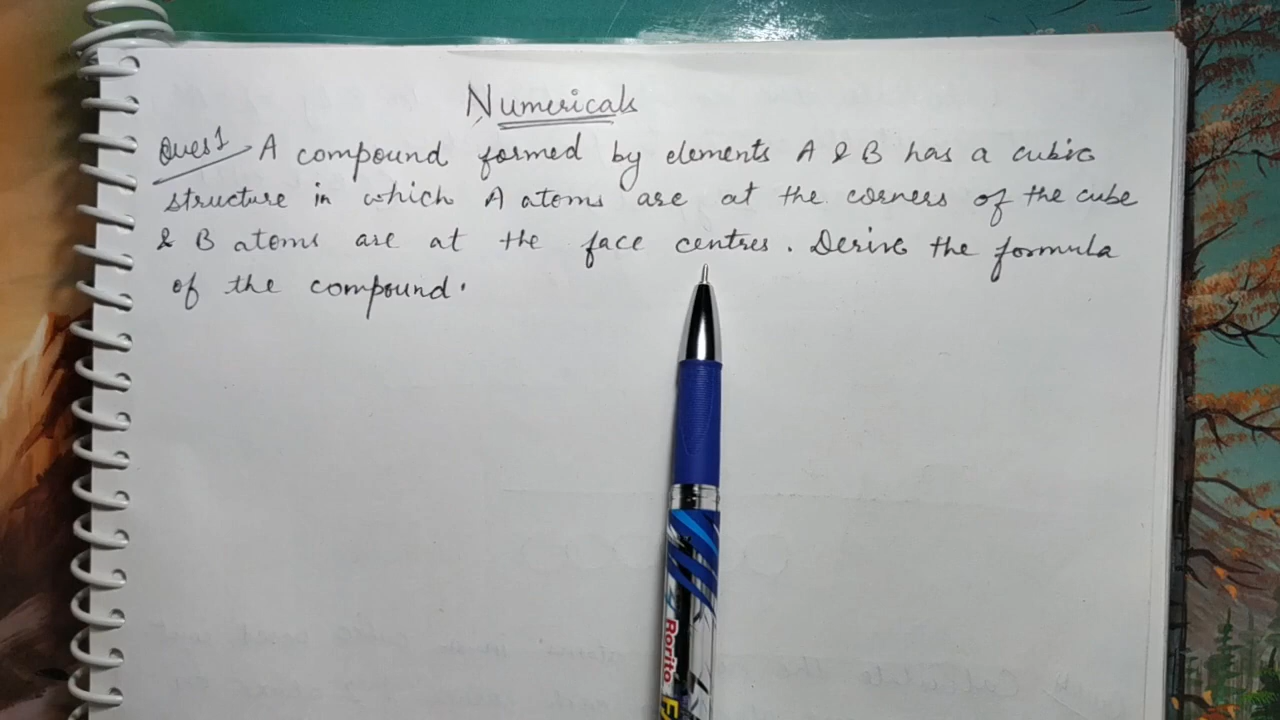 Numericals
Ques1 A compound formed by elements A & B has a cubic
structure in which A atoms are at the corners of the cube
& B atoms are at the face centres. Derive the formula
of the compound.
Rorito